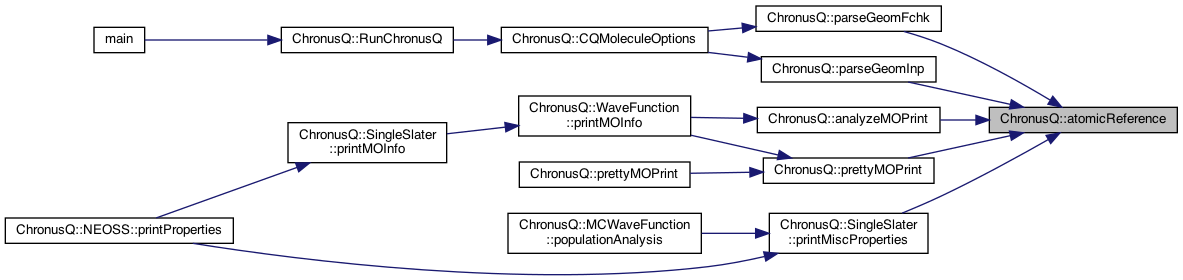 main
ChronusQ::RunChronusQ
ChronusQ::CQMoleculeOptions
ChronusQ::parseGeomFchk
ChronusQ::parseGeomInp
ChronusQ::WaveFunction
::printMOInfo
ChronusQ::analyzeMOPrint
ChronusQ::atomicReference
ChronusQ::SingleSlater
::printMOInfo
ChronusQ::prettyMOPrint
ChronusQ::prettyMOPrint
ChronusQ::NEOSS::printProperties
ChronusQ::MCWaveFunction
::populationAnalysis
ChronusQ::SingleSlater
::printMiscProperties